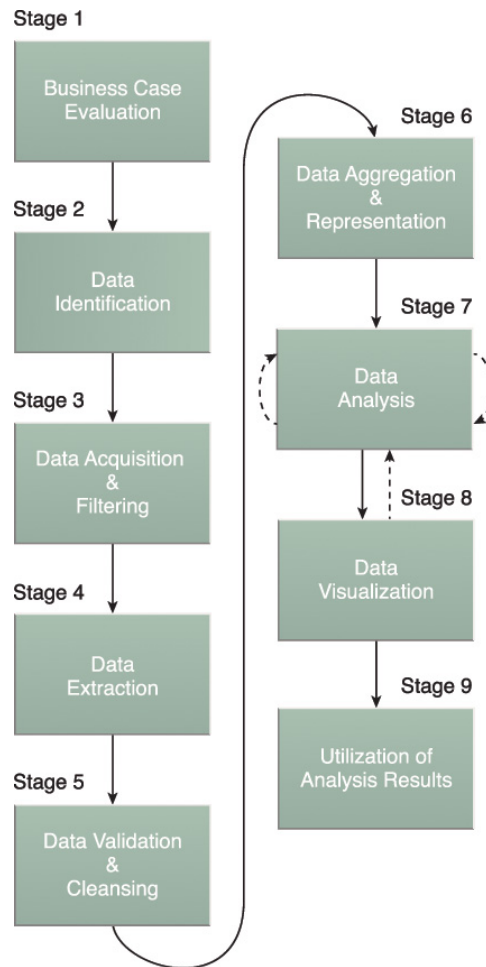 Stage 1
Business Case
Evaluation
Stage 2
Data
Identification
Stage 3
Data Acquisition
&
Filtering
Stage 4
Data
Extraction
Stage 5
Data Validation
&
Cleansing
Stage 6
Data Aggregation
&
Representation
Stage 7
Data
Analysis
Stage 8
Data
Visualization
Stage 9
Utilization of
Analysis Results